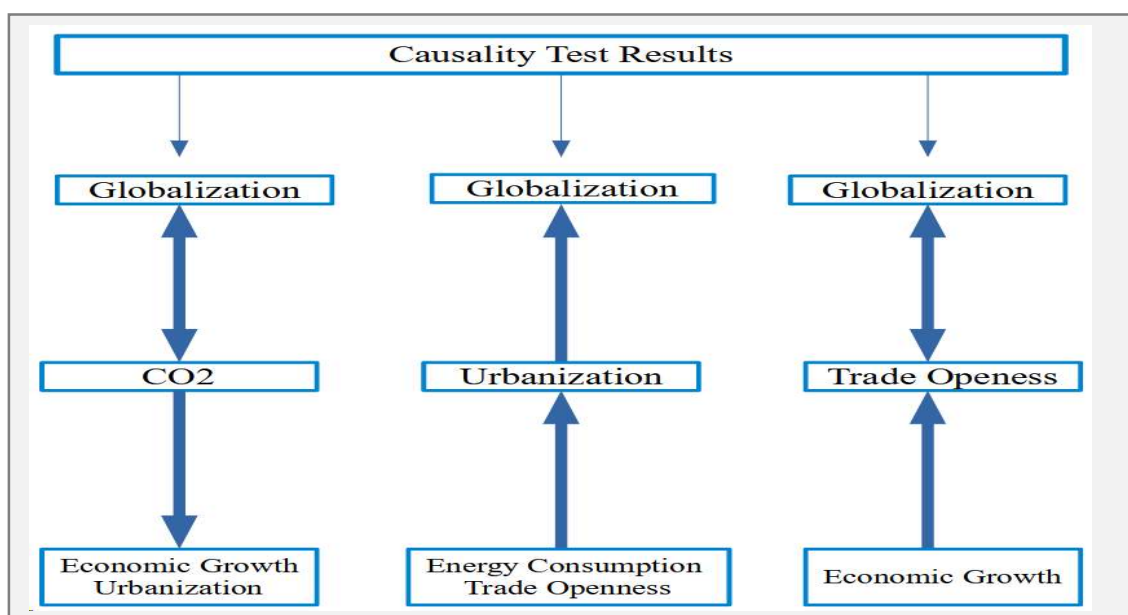 Causality Test Results
Globalization
Globalization
Globalization
CO2
Urbanization
Trade Openess
Economic Growth
Urbanization
Energy Consumption
Trade Openness
Economic Growth